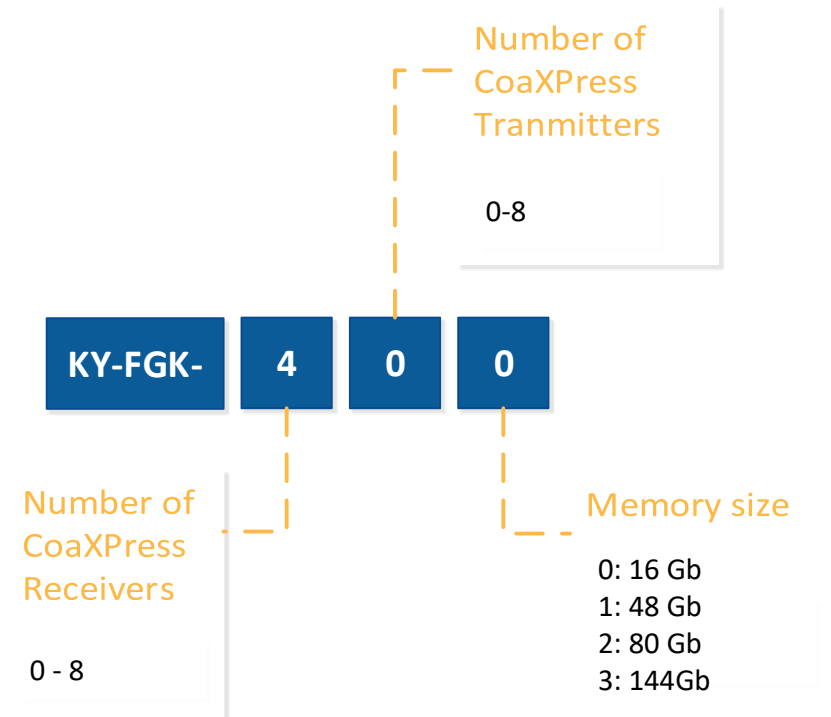 Number of
CoaXPress
Tranmitters
0-8
KY-FGK- 4 0 0
Number of
CoaXPress
Receivers
0 - 8
Memory size
0: 16 Gb
1: 48 Gb
2: 80 Gb
3: 144Gb